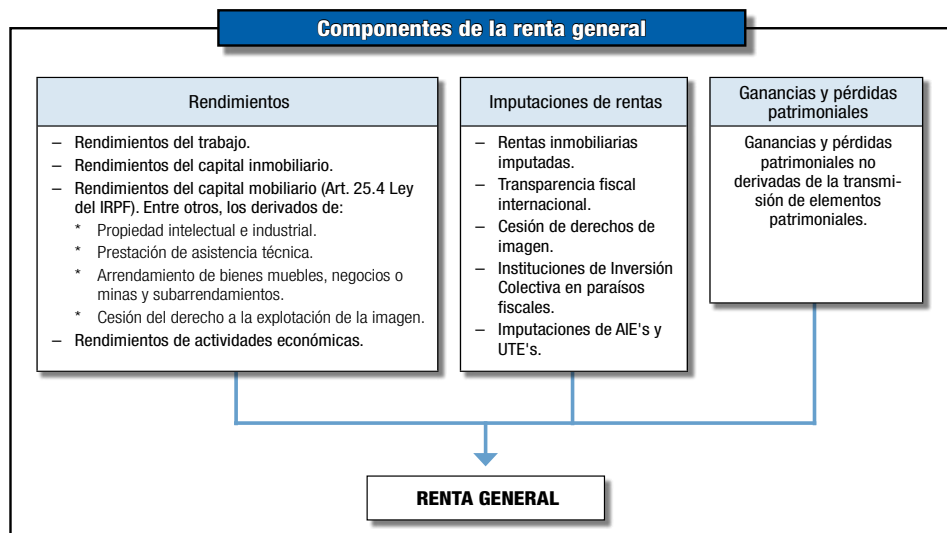 Componentes de la renta general
Rendimientos
– Rendimientos del trabajo.
– Rendimientos del capital inmobiliario.
– Rendimientos del capital mobiliario (Art. 25.4 Ley
del IRPF). Entre otros, los derivados de:
* Propiedad intelectual e industrial.
* Prestación de asistencia técnica.
* Arrendamiento de bienes muebles, negocios o
minas y subarrendamientos.
* Cesión del derecho a la explotación de la imagen.
– Rendimientos de actividades económicas.
Imputaciones de rentas
– Rentas inmobiliarias
imputadas.
– Transparencia fiscal
internacional.
– Cesión de derechos de
imagen.
– Instituciones de Inversión
Colectiva en paraísos
fiscales.
– Imputaciones de AIE's y
UTE's.
Ganancias y pérdidas
patrimoniales
Ganancias y pérdidas
patrimoniales no
derivadas de la transmi-
sión de elementos
patrimoniales.
RENTA GENERAL